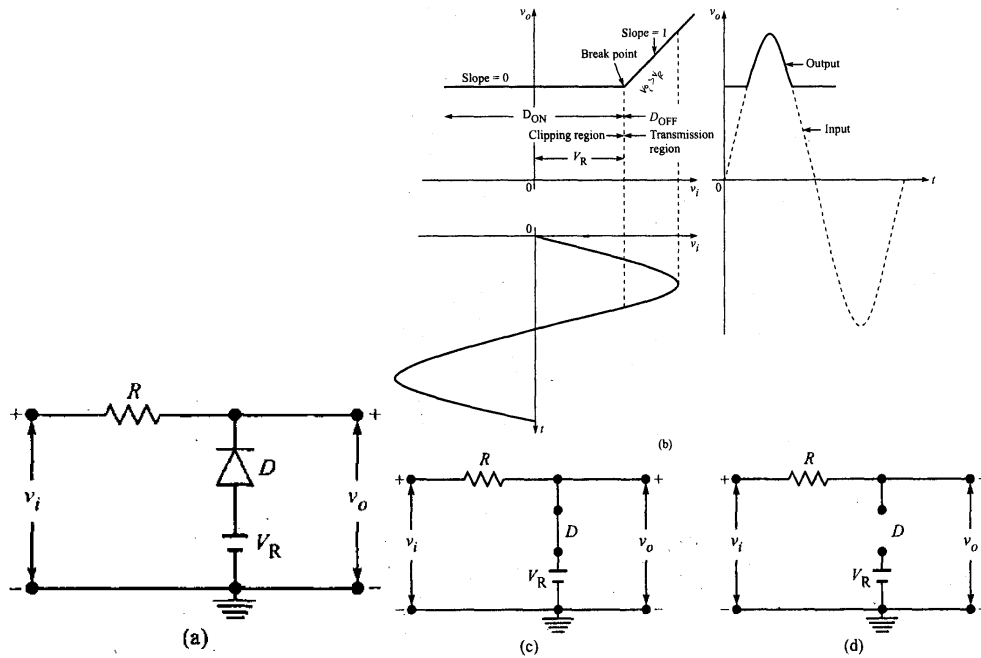 v_o
Slope = 1
Break point
Slope = 0
D_ON
D_OFF
Clipping region
Transmission region
V_R
0
v_i
v_o
Output
Input
0
t
0
v_i
t
(b)
+
R
+
v_i
D
v_o
V_R
−
−
(a)
+
R
+
v_i
D
v_o
V_R
−
−
(c)
+
R
+
v_i
D
v_o
V_R
−
−
(d)